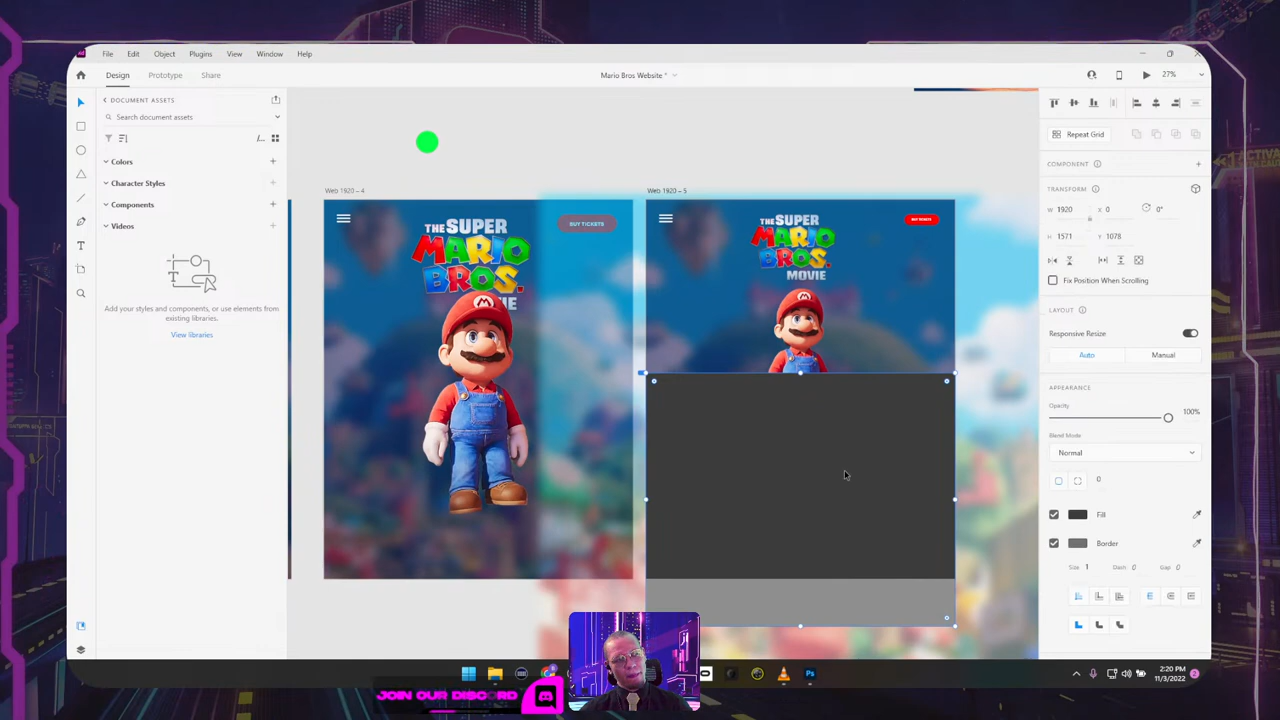 File Edit Object Plugins View Window Help
Design Prototype Share
Mario Bros Website *
27%
DOCUMENT ASSETS
Search document assets
Colors
Character Styles
Components
Videos
Add your styles and components, or use elements from
existing libraries.
View libraries
Web 1920 – 4
THE SUPER
MARIO
BROS.
IE
BUY TICKETS
Web 1920 – 5
THE SUPER
MARIO
BROS.
MOVIE
BUY TICKETS
Repeat Grid
COMPONENT
TRANSFORM
W 1920 X 0 0°
H 1571 Y 1078
Fix Position When Scrolling
LAYOUT
Responsive Resize
Auto Manual
APPEARANCE
Opacity
100%
Blend Mode
Normal
0
Fill
Border
Size 1 Dash 0 Gap 0
Ps
2:20 PM
11/3/2022
JOIN OUR DISCORD